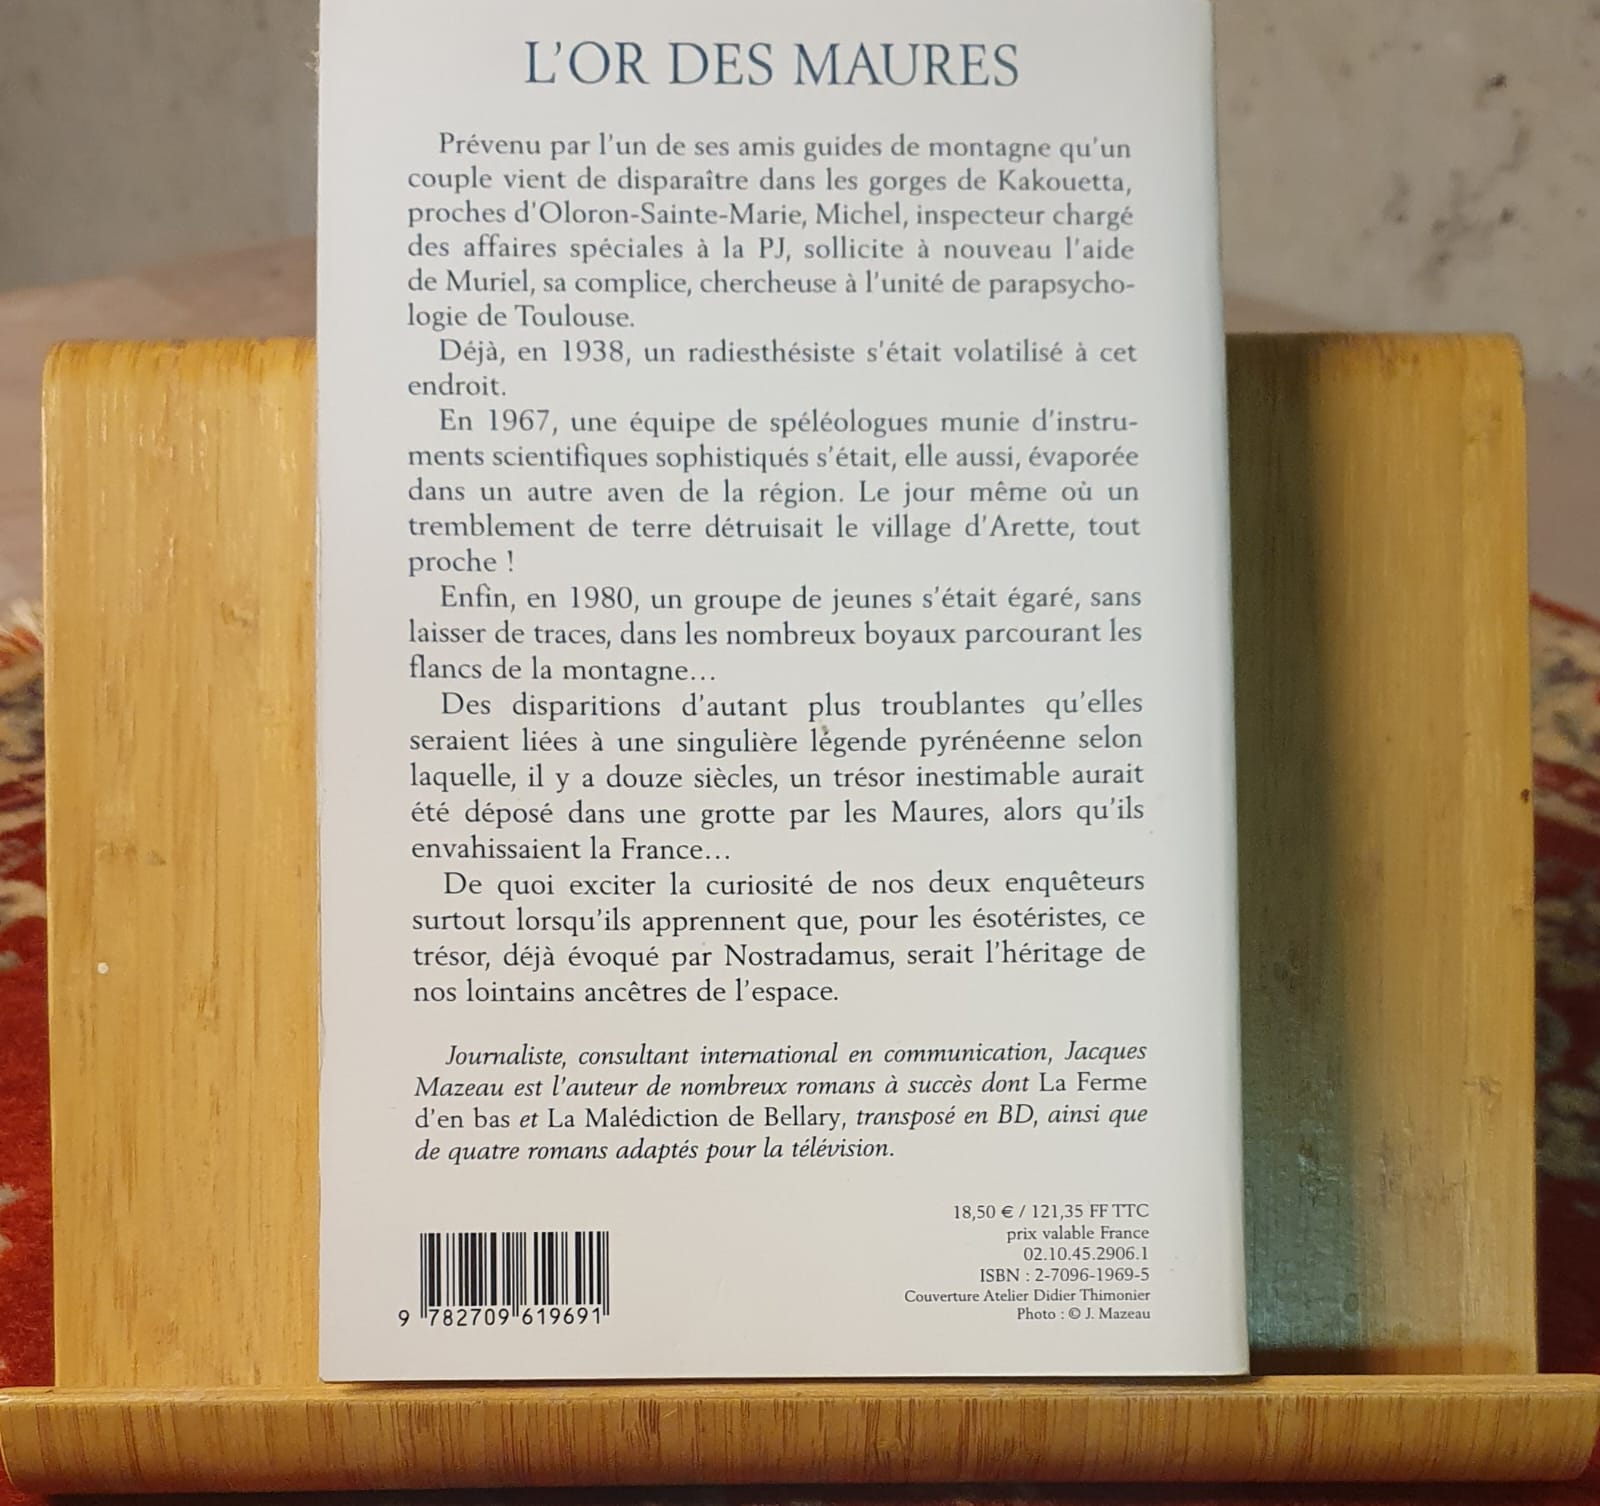 L'OR DES MAURES
Prévenu par l'un de ses amis guides de montagne qu'un
couple vient de disparaître dans les gorges de Kakouetta,
proches d'Oloron-Sainte-Marie, Michel, inspecteur chargé
des affaires spéciales à la PJ, sollicite à nouveau l'aide
de Muriel, sa complice, chercheuse à l'unité de parapsycho-
logie de Toulouse.
Déjà, en 1938, un radiesthésiste s'était volatilisé à cet
endroit.
En 1967, une équipe de spéléologues munie d'instru-
ments scientifiques sophistiqués s'était, elle aussi, évaporée
dans un autre aven de la région. Le jour même où un
tremblement de terre détruisait le village d'Arette, tout
proche !
Enfin, en 1980, un groupe de jeunes s'était égaré, sans
laisser de traces, dans les nombreux boyaux parcourant les
flancs de la montagne...
Des disparitions d'autant plus troublantes qu'elles
seraient liées à une singulière légende pyrénéenne selon
laquelle, il y a douze siècles, un trésor inestimable aurait
été déposé dans une grotte par les Maures, alors qu'ils
envahissaient la France...
De quoi exciter la curiosité de nos deux enquêteurs
surtout lorsqu'ils apprennent que, pour les ésotéristes, ce
trésor, déjà évoqué par Nostradamus, serait l'héritage de
nos lointains ancêtres de l'espace.
Journaliste, consultant international en communication, Jacques
Mazeau est l'auteur de nombreux romans à succès dont La Ferme
d'en bas et La Malédiction de Bellary, transposé en BD, ainsi que
de quatre romans adaptés pour la télévision.
18,50 € / 121,35 FF TTC
prix valable France
02.10.45.2906.1
ISBN : 2-7096-1969-5
Couverture Atelier Didier Thimonier
Photo : © J. Mazeau
9 782709 619691